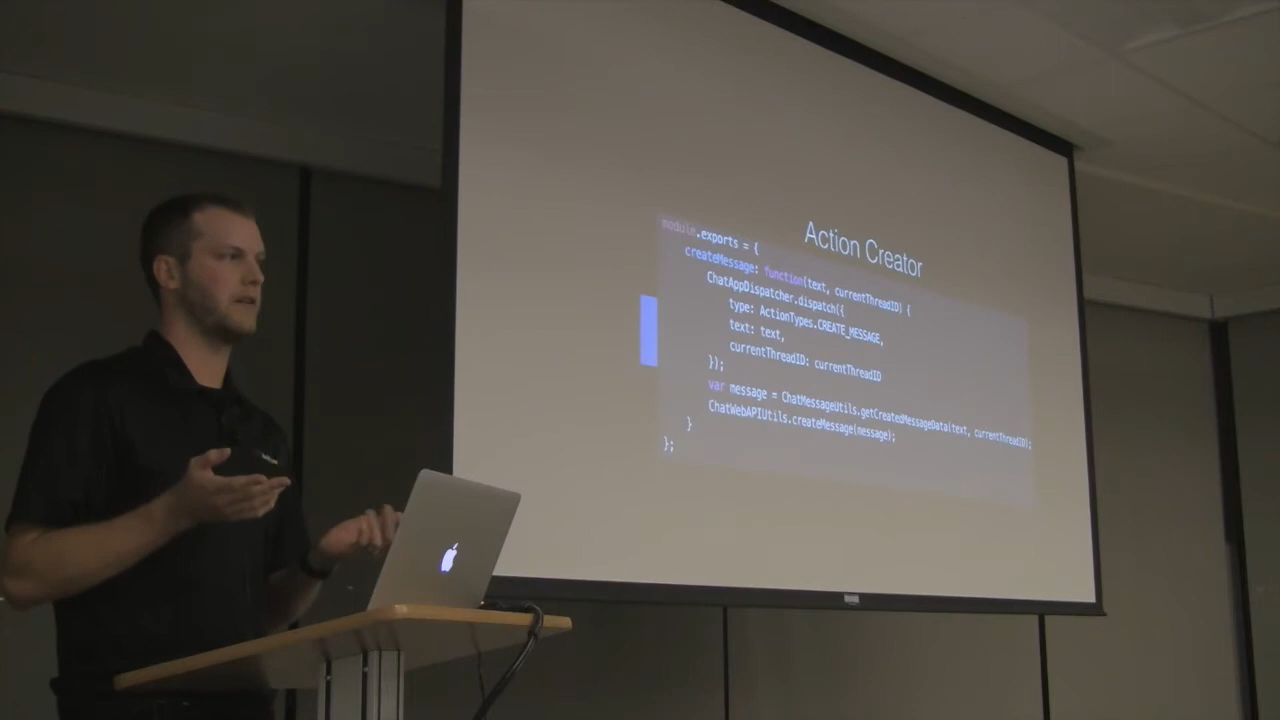 Action Creator
module.exports = {
createMessage: function(text, currentThreadID) {
ChatAppDispatcher.dispatch({
type: ActionTypes.CREATE_MESSAGE,
text: text,
currentThreadID: currentThreadID
});
var message = ChatMessageUtils.getCreatedMessageData(text, currentThreadID);
ChatWebAPIUtils.createMessage(message);
}
};